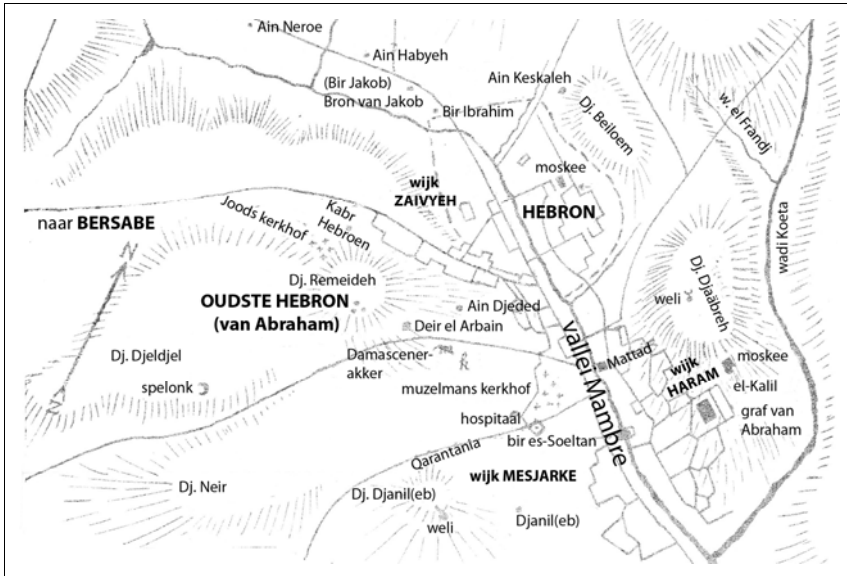 Ain Neroe
Ain Habyeh
(Bir Jakob)
Bron van Jakob
Bir Ibrahim
Ain Keskaleh
Dj. Beiloem
w. el Frandj
moskee
wijk
ZAIVYEH
HEBRON
wadi Koeta
naar BERSABE
Joods kerkhof
Kabr
Hebroen
N
Dj. Remeideh
OUDSTE HEBRON
(van Abraham)
Ain Djeded
Deir el Arbain
weli
Dj. Djaäbreh
vallei Mambre
Mattad
wijk
HARAM
moskee
el-Kalil
graf van
Abraham
Dj. Djeldjel
spelonk
Damascener-
akker
muzelmans kerkhof
hospitaal
bir es-Soeltan
Qarantanla
wijk MESJARKE
Dj. Neir
Dj. Djanil(eb)
weli
Djanil(eb)